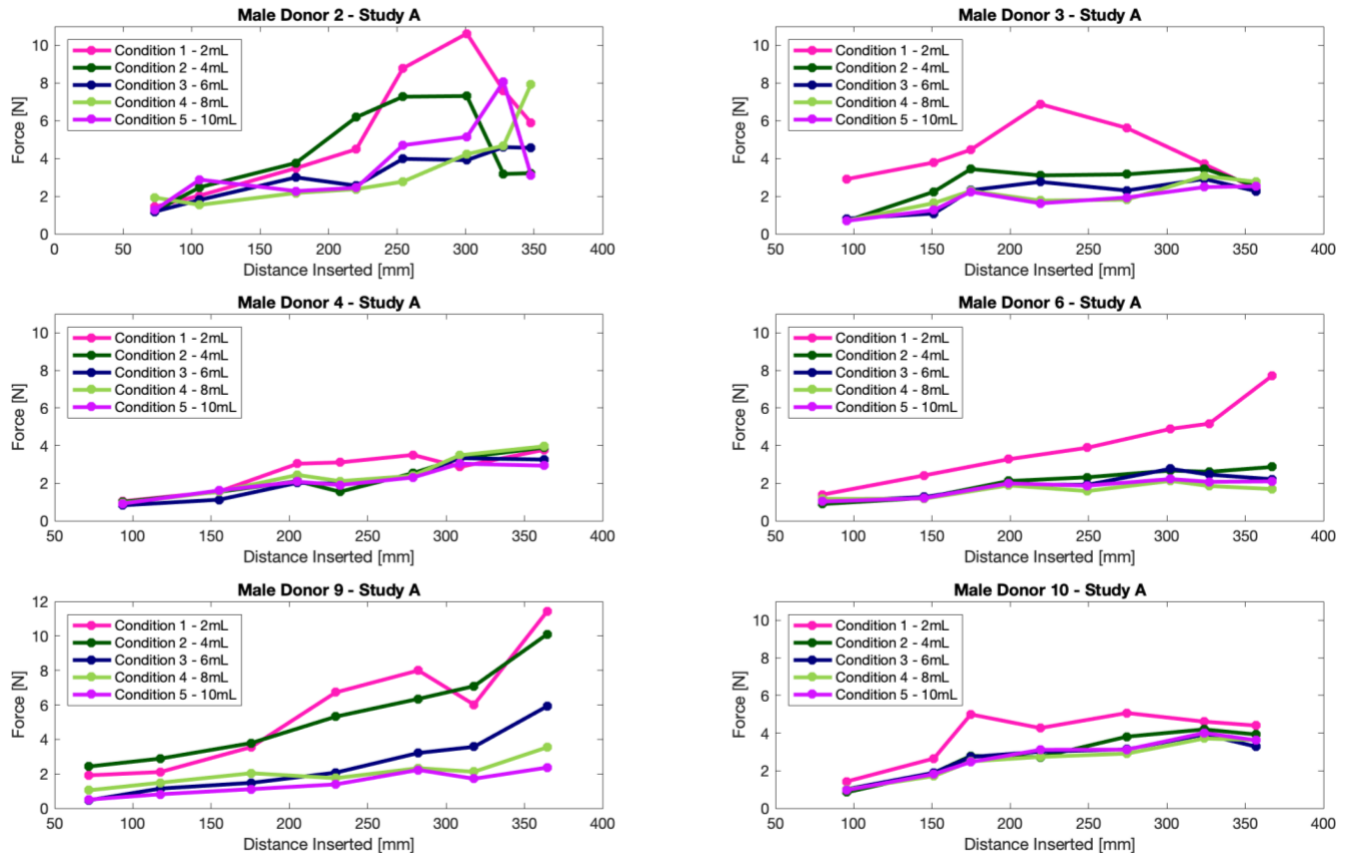 Male Donor 2 - Study A
Force [N]
10
8
6
4
2
0
Condition 1 - 2mL
Condition 2 - 4mL
Condition 3 - 6mL
Condition 4 - 8mL
Condition 5 - 10mL
0 50 100 150 200 250 300 350 400
Distance Inserted [mm]
Male Donor 3 - Study A
Force [N]
10
8
6
4
2
0
Condition 1 - 2mL
Condition 2 - 4mL
Condition 3 - 6mL
Condition 4 - 8mL
Condition 5 - 10mL
50 100 150 200 250 300 350 400
Distance Inserted [mm]
Male Donor 4 - Study A
Force [N]
10
8
6
4
2
0
Condition 1 - 2mL
Condition 2 - 4mL
Condition 3 - 6mL
Condition 4 - 8mL
Condition 5 - 10mL
50 100 150 200 250 300 350 400
Distance Inserted [mm]
Male Donor 6 - Study A
Force [N]
10
8
6
4
2
0
Condition 1 - 2mL
Condition 2 - 4mL
Condition 3 - 6mL
Condition 4 - 8mL
Condition 5 - 10mL
50 100 150 200 250 300 350 400
Distance Inserted [mm]
Male Donor 9 - Study A
Force [N]
12
10
8
6
4
2
0
Condition 1 - 2mL
Condition 2 - 4mL
Condition 3 - 6mL
Condition 4 - 8mL
Condition 5 - 10mL
50 100 150 200 250 300 350 400
Distance Inserted [mm]
Male Donor 10 - Study A
Force [N]
10
8
6
4
2
0
Condition 1 - 2mL
Condition 2 - 4mL
Condition 3 - 6mL
Condition 4 - 8mL
Condition 5 - 10mL
50 100 150 200 250 300 350 400
Distance Inserted [mm]